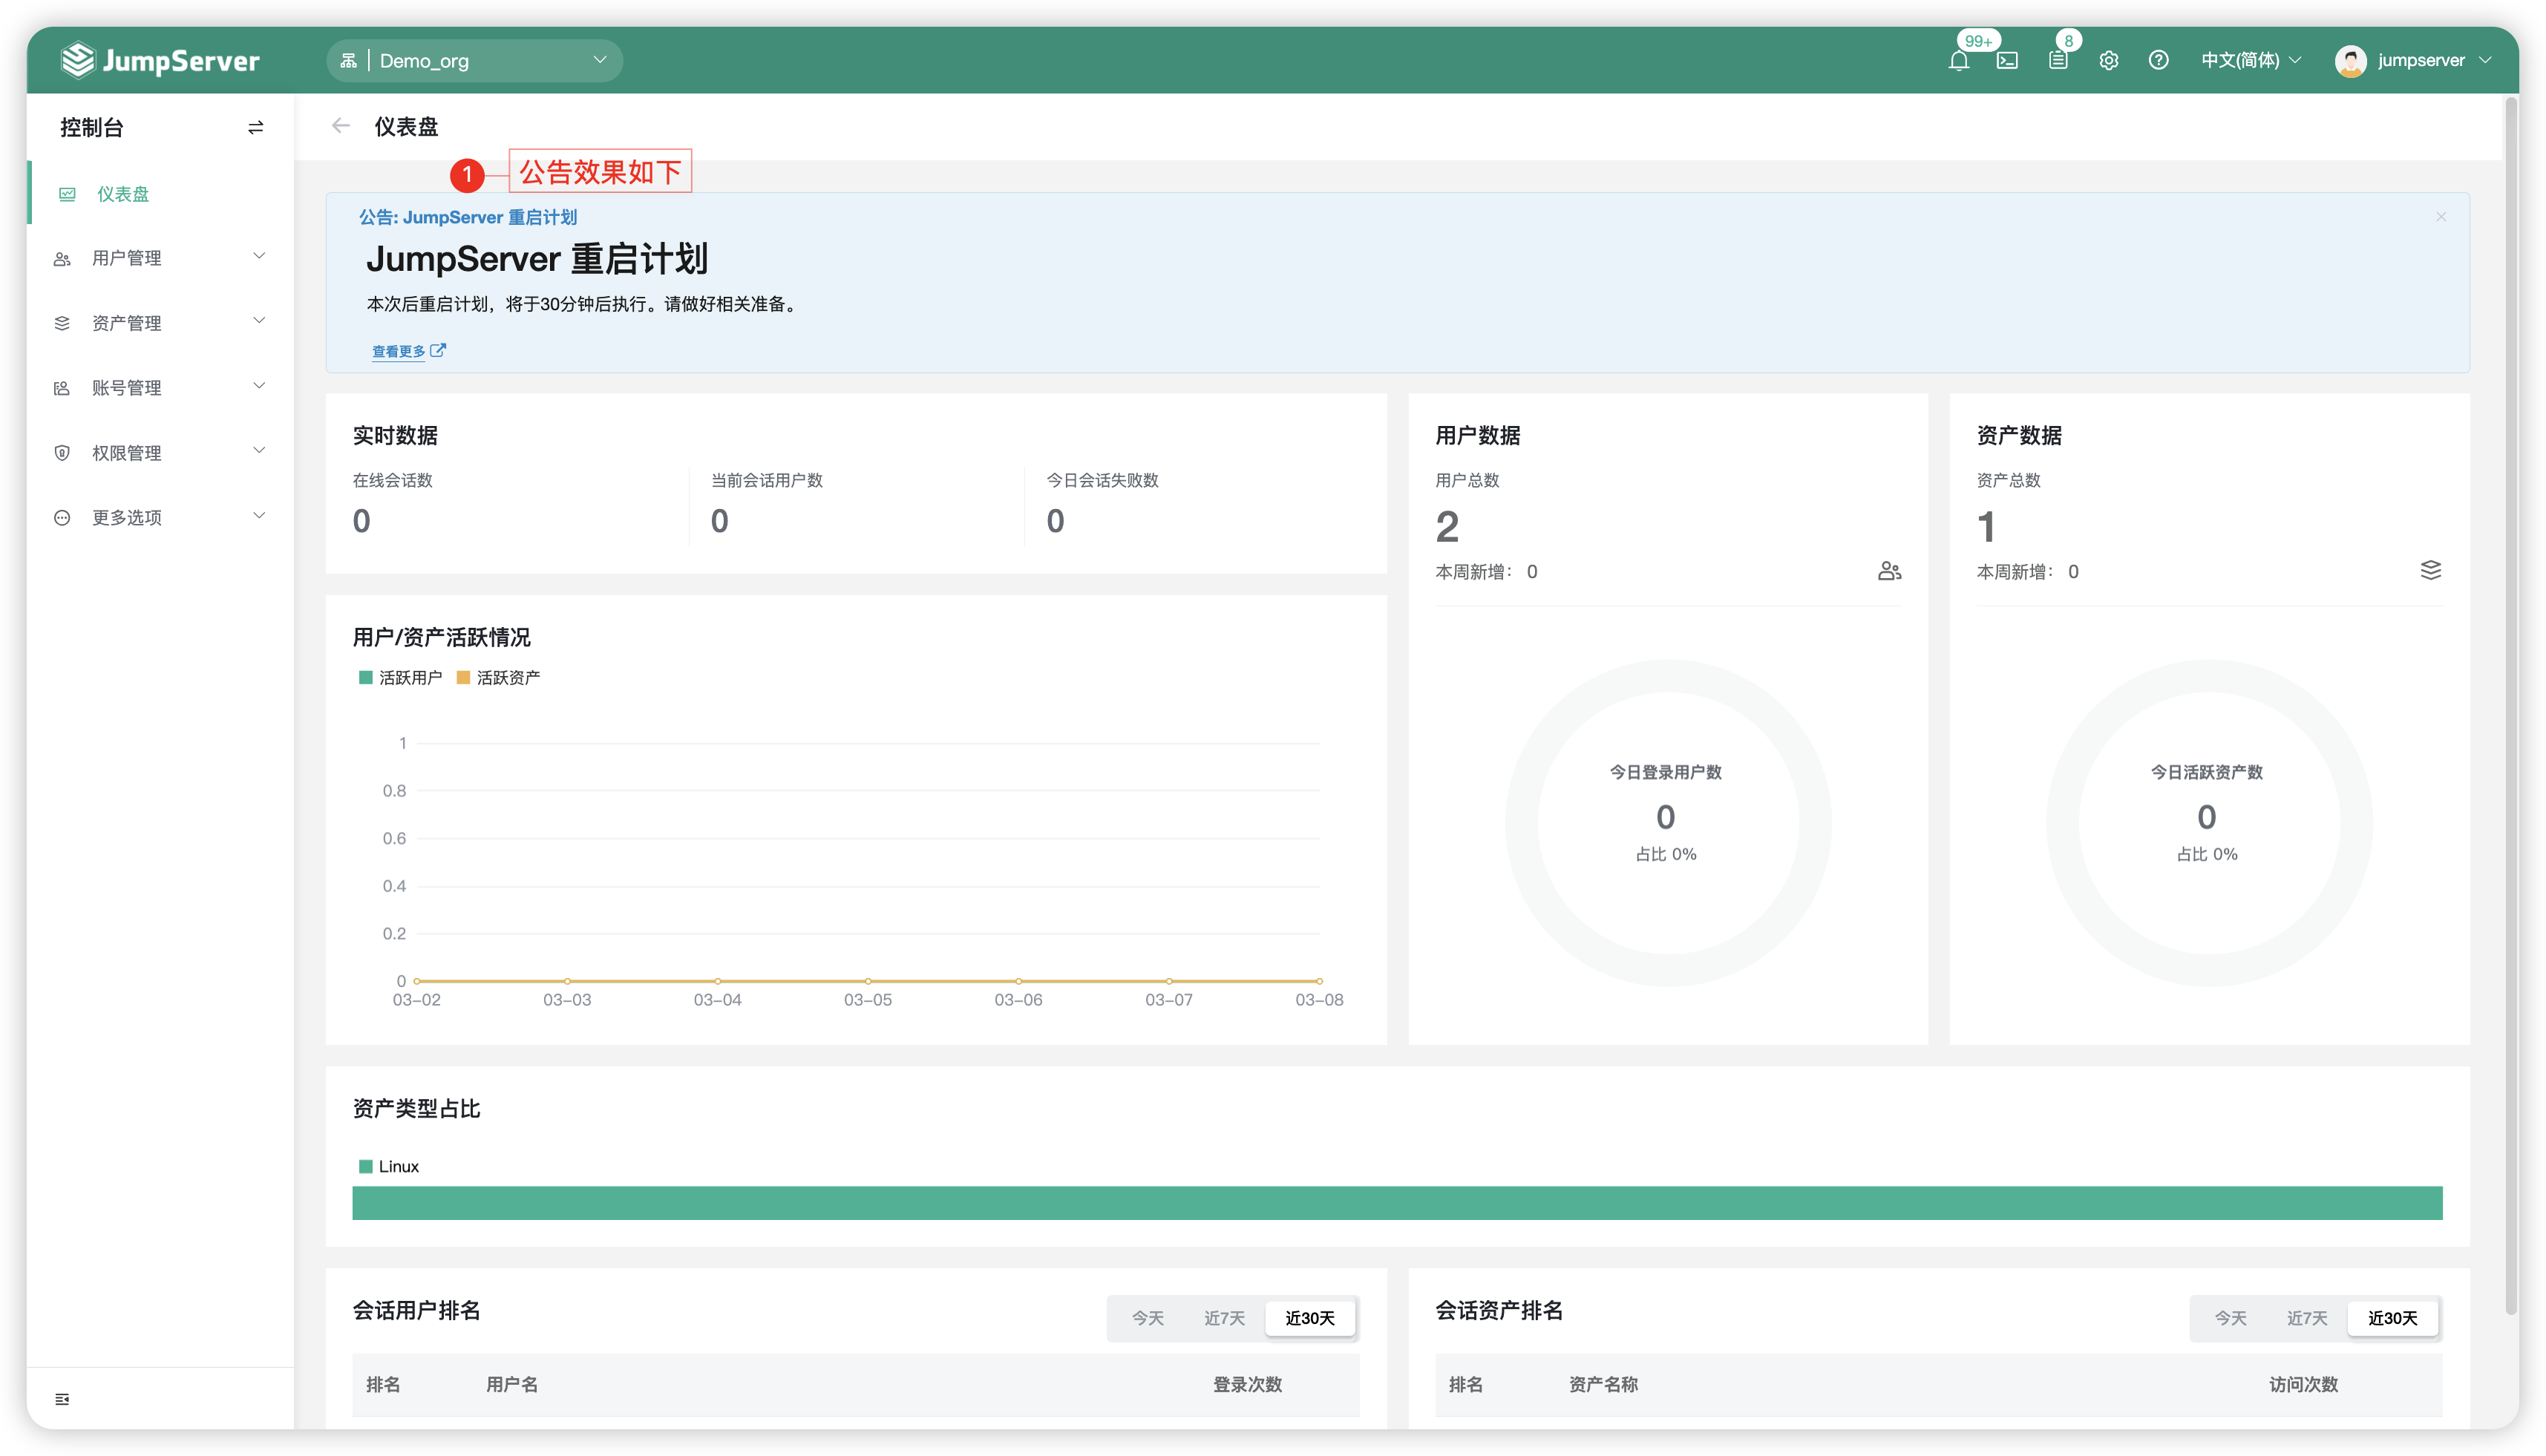 JumpServer
Demo_org
99+
8
中文(简体)
jumpserver
控制台
仪表盘
用户管理
资产管理
账号管理
权限管理
更多选项
仪表盘
1 公告效果如下
公告: JumpServer 重启计划
JumpServer 重启计划
本次后重启计划，将于30分钟后执行。请做好相关准备。
查看更多
实时数据
在线会话数 当前会话用户数 今日会话失败数
0 0 0
用户数据
用户总数
2
本周新增： 0
今日登录用户数
0
占比 0%
资产数据
资产总数
1
本周新增： 0
今日活跃资产数
0
占比 0%
用户/资产活跃情况
活跃用户 活跃资产
1
0.8
0.6
0.4
0.2
0
03-02 03-03 03-04 03-05 03-06 03-07 03-08
资产类型占比
Linux
会话用户排名
今天 近7天 近30天
排名 用户名 登录次数
会话资产排名
今天 近7天 近30天
排名 资产名称 访问次数